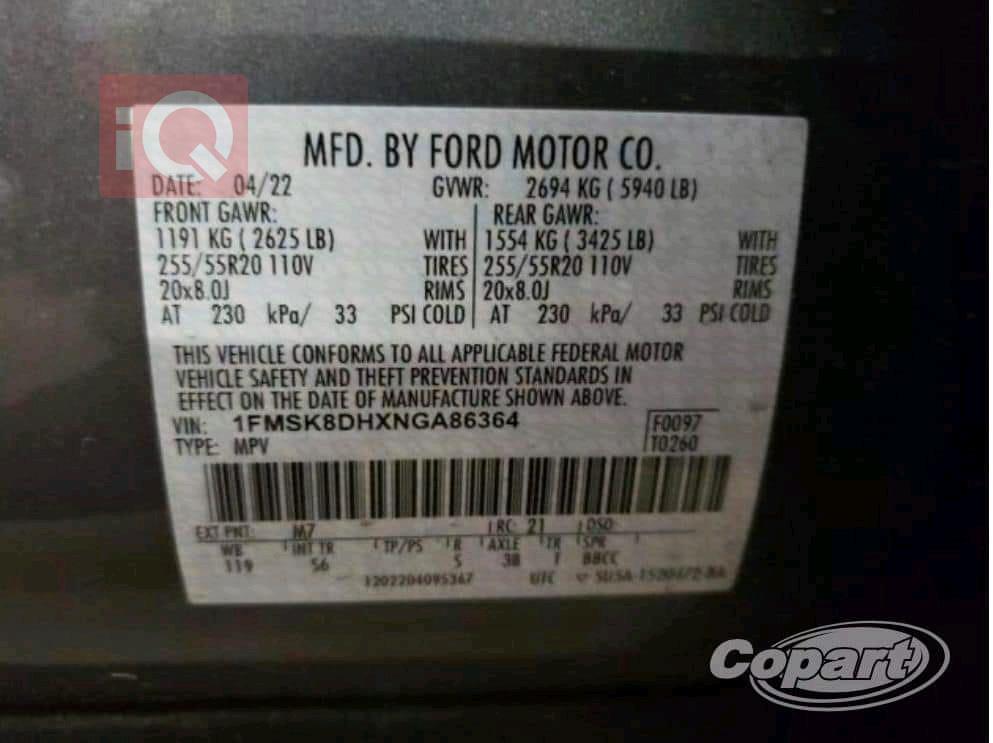 iQ
MFD. BY FORD MOTOR CO.
DATE: 04/22 GVWR: 2694 KG ( 5940 LB)
FRONT GAWR: REAR GAWR:
1191 KG ( 2625 LB) WITH 1554 KG ( 3425 LB) WITH
255/55R20 110V TIRES 255/55R20 110V TIRES
20x8.0J RIMS 20x8.0J RIMS
AT 230 kPa/ 33 PSI COLD AT 230 kPa/ 33 PSI COLD
THIS VEHICLE CONFORMS TO ALL APPLICABLE FEDERAL MOTOR
VEHICLE SAFETY AND THEFT PREVENTION STANDARDS IN
EFFECT ON THE DATE OF MANUFACTURE SHOWN ABOVE.
VIN: 1FMSK8DHXNGA86364 F0097
TYPE: MPV T0260
EXT PNT: M7 RC: 21 DSO:
WB INT TR TP/PS R AXLE TR SPR
119 S6 5 3B 1 BBCC
1202204095367 UTC
Copart